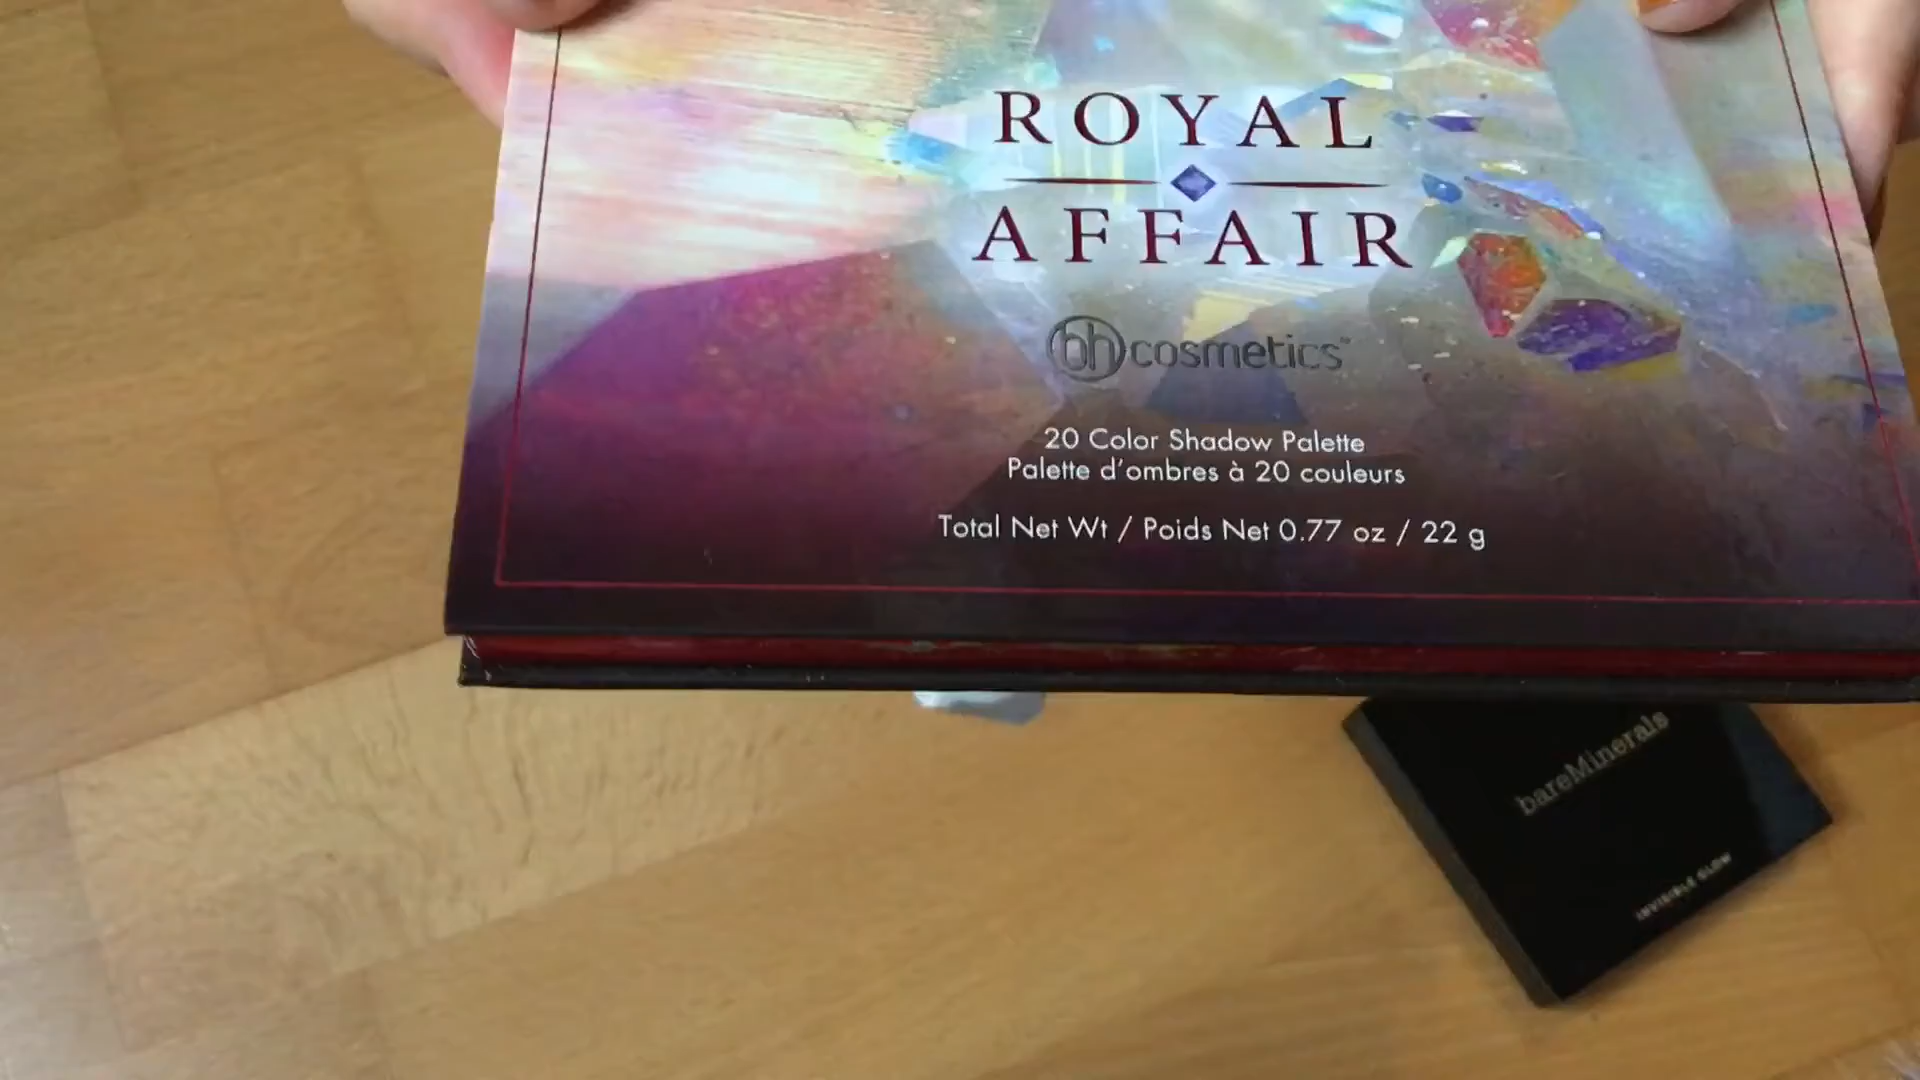 ROYAL
AFFAIR
bh cosmetics™
20 Color Shadow Palette
Palette d'ombres à 20 couleurs
Total Net Wt / Poids Net 0.77 oz / 22 g
bareMinerals
INVISIBLE GLOW